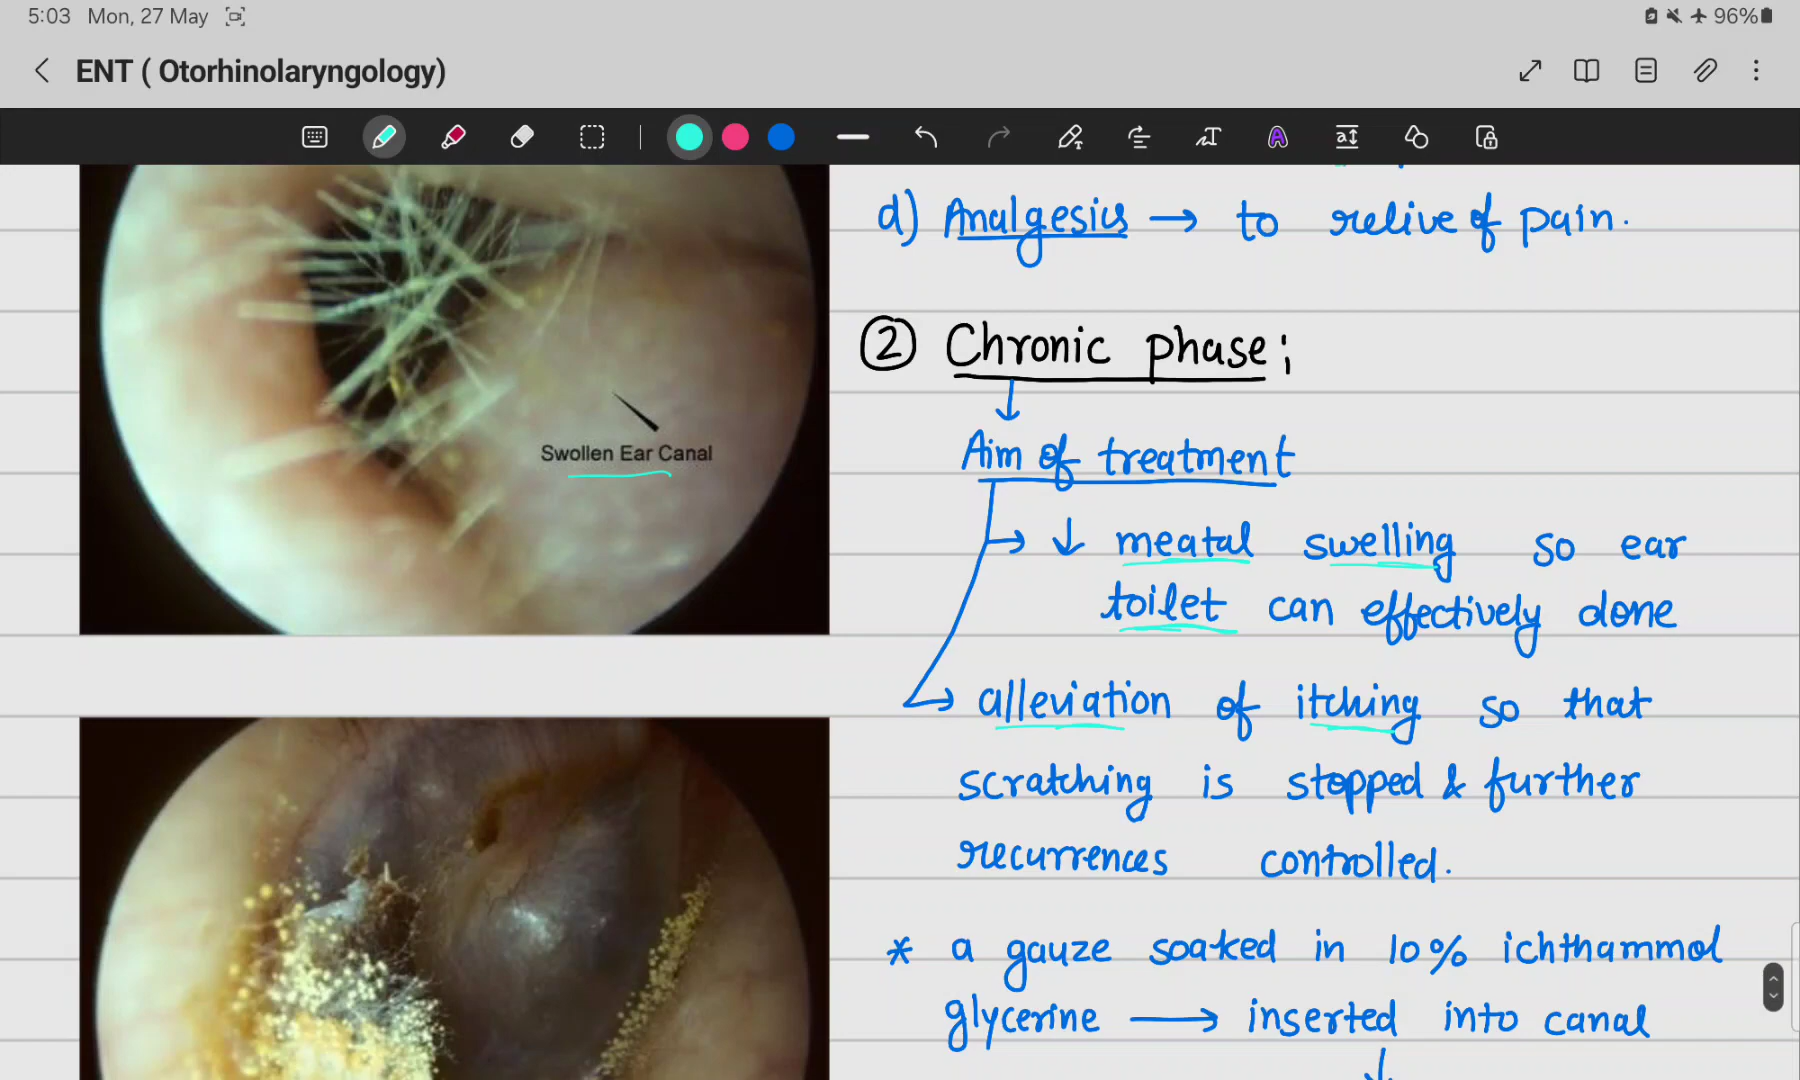 5:03 Mon, 27 May
96%
ENT ( Otorhinolaryngology)
Swollen Ear Canal
d) Analgesics → to relive of pain.
② Chronic phase;
↓
Aim of treatment
→ ↓ meatal swelling so ear
toilet can effectively done
→ alleviation of itching so that
scratching is stopped & further
recurrences controlled.
* a gauze soaked in 10% ichthammol
glycerine → inserted into canal